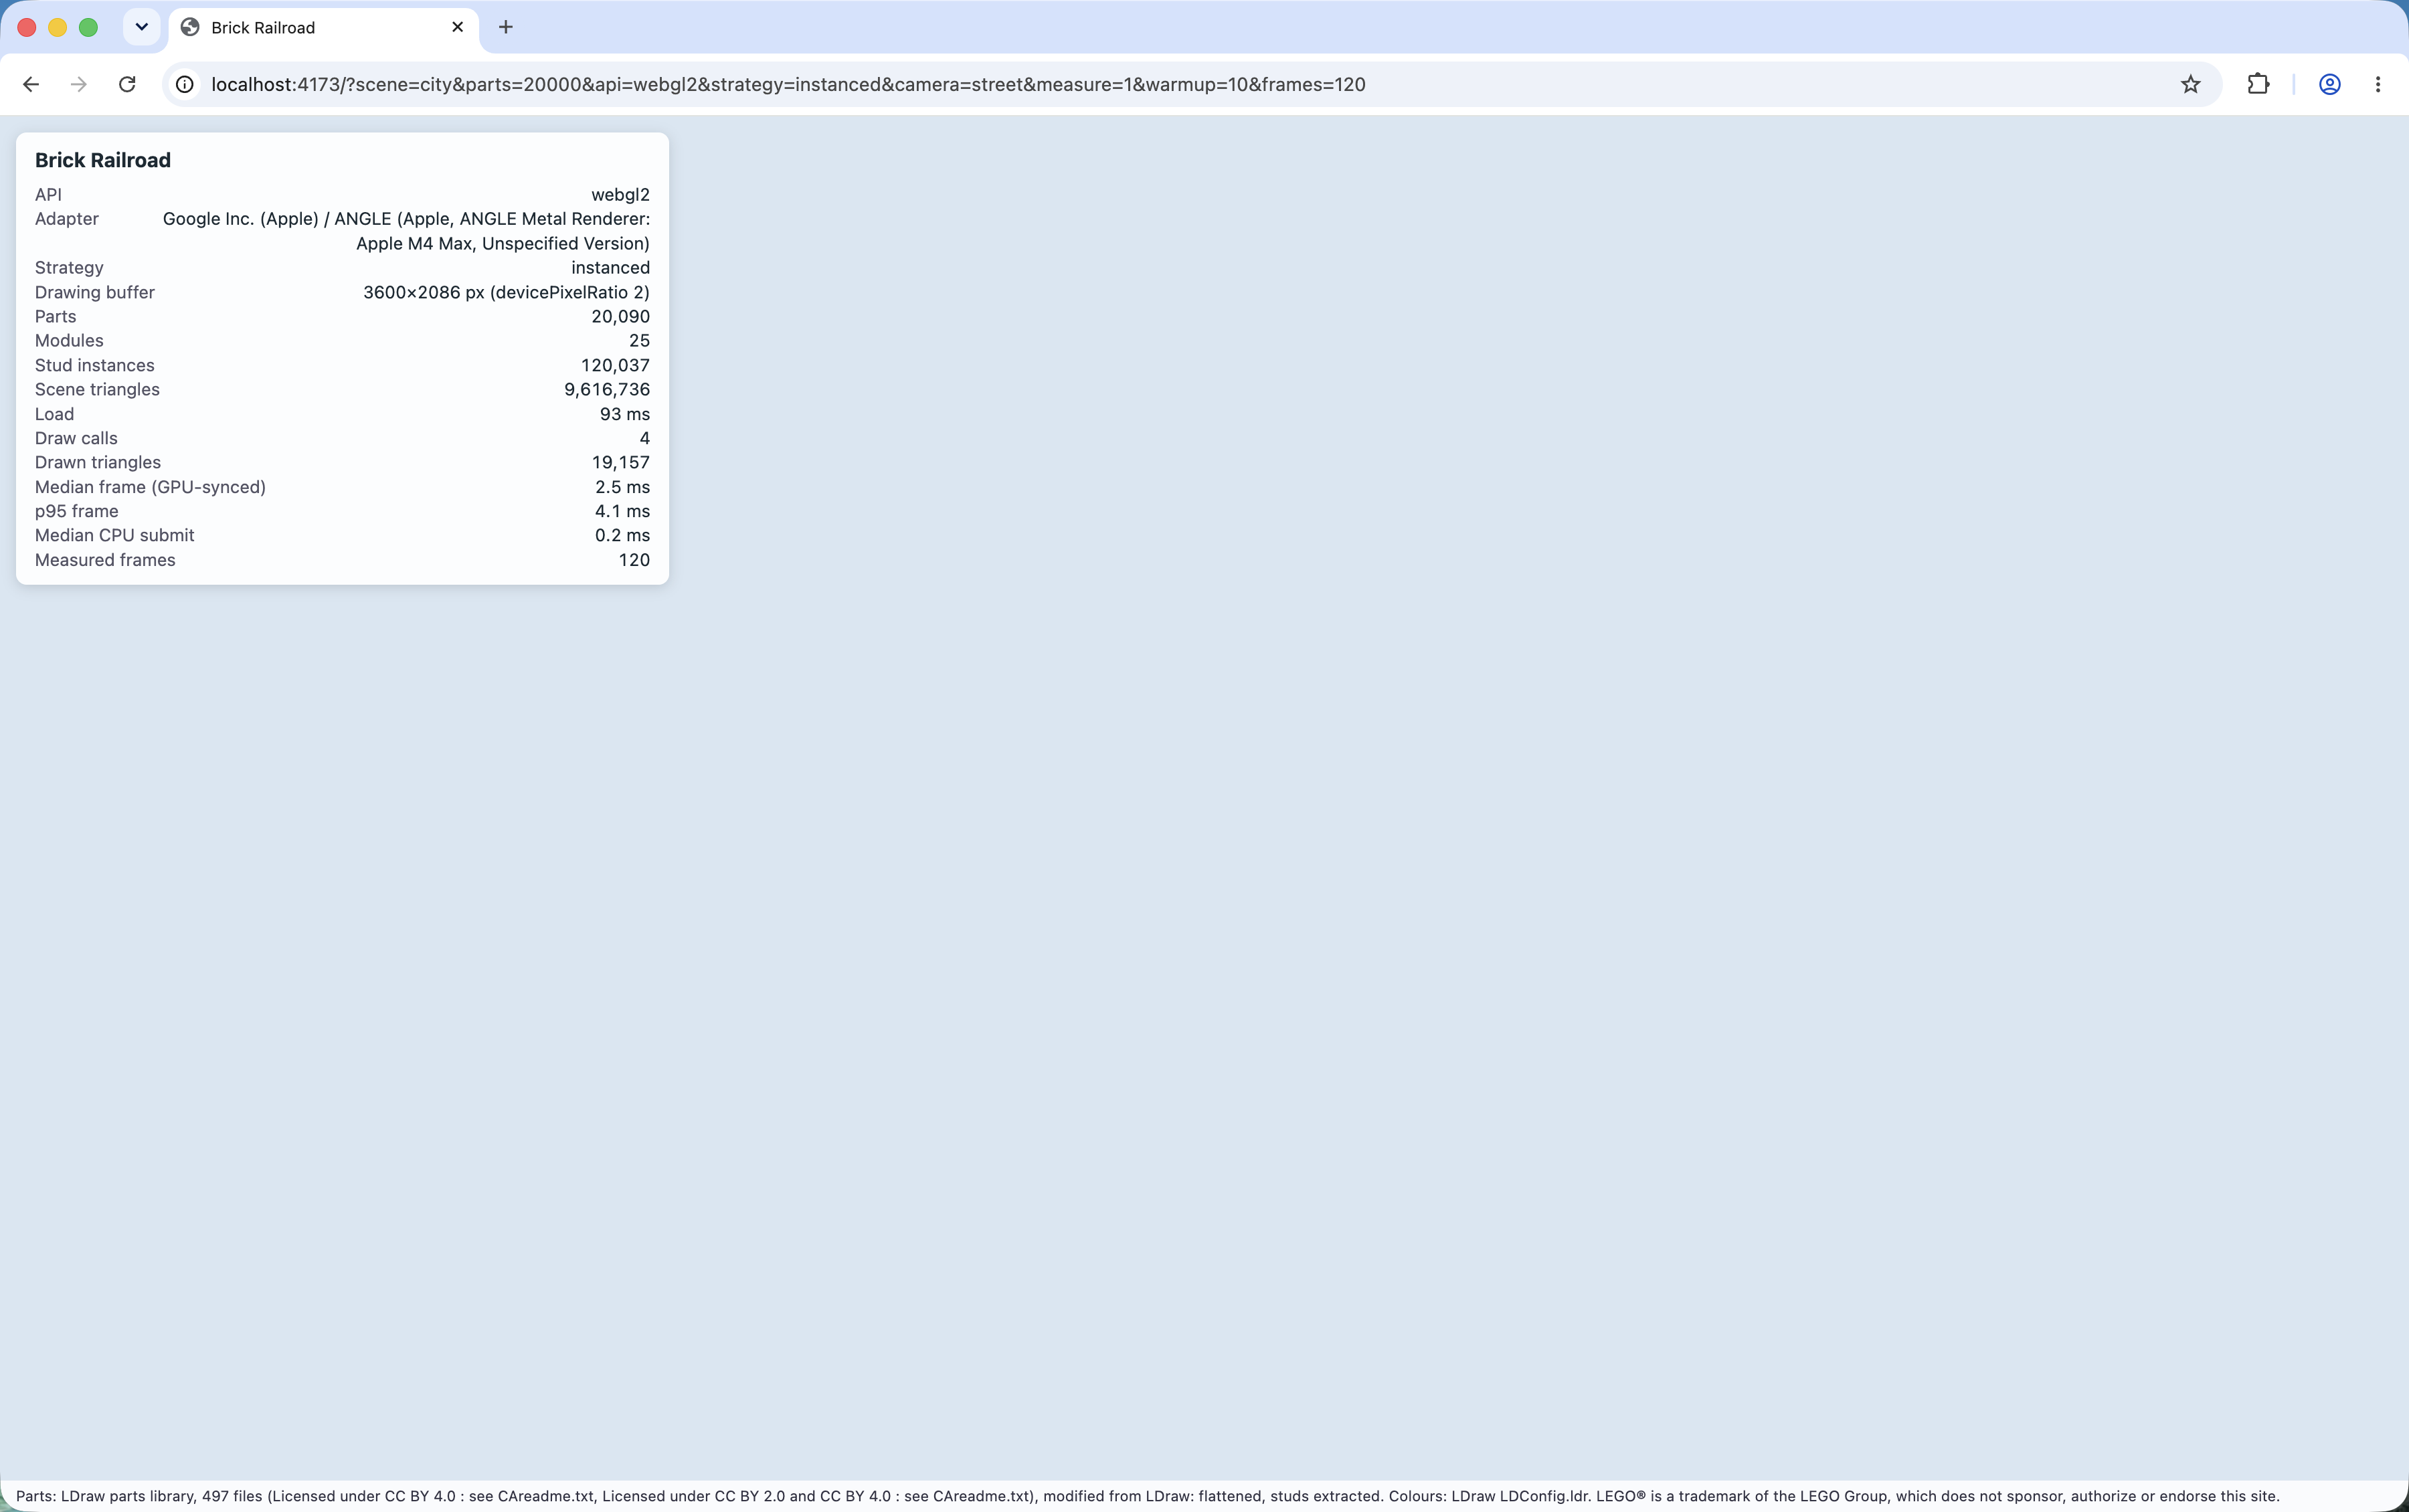 Brick Railroad
localhost:4173/?scene=city&parts=20000&api=webgl2&strategy=instanced&camera=street&measure=1&warmup=10&frames=120
Brick Railroad
API webgl2
Adapter Google Inc. (Apple) / ANGLE (Apple, ANGLE Metal Renderer:
Apple M4 Max, Unspecified Version)
Strategy instanced
Drawing buffer 3600×2086 px (devicePixelRatio 2)
Parts 20,090
Modules 25
Stud instances 120,037
Scene triangles 9,616,736
Load 93 ms
Draw calls 4
Drawn triangles 19,157
Median frame (GPU-synced) 2.5 ms
p95 frame 4.1 ms
Median CPU submit 0.2 ms
Measured frames 120
Parts: LDraw parts library, 497 files (Licensed under CC BY 4.0 : see CAreadme.txt, Licensed under CC BY 2.0 and CC BY 4.0 : see CAreadme.txt), modified from LDraw: flattened, studs extracted. Colours: LDraw LDConfig.ldr. LEGO® is a trademark of the LEGO Group, which does not sponsor, authorize or endorse this site.